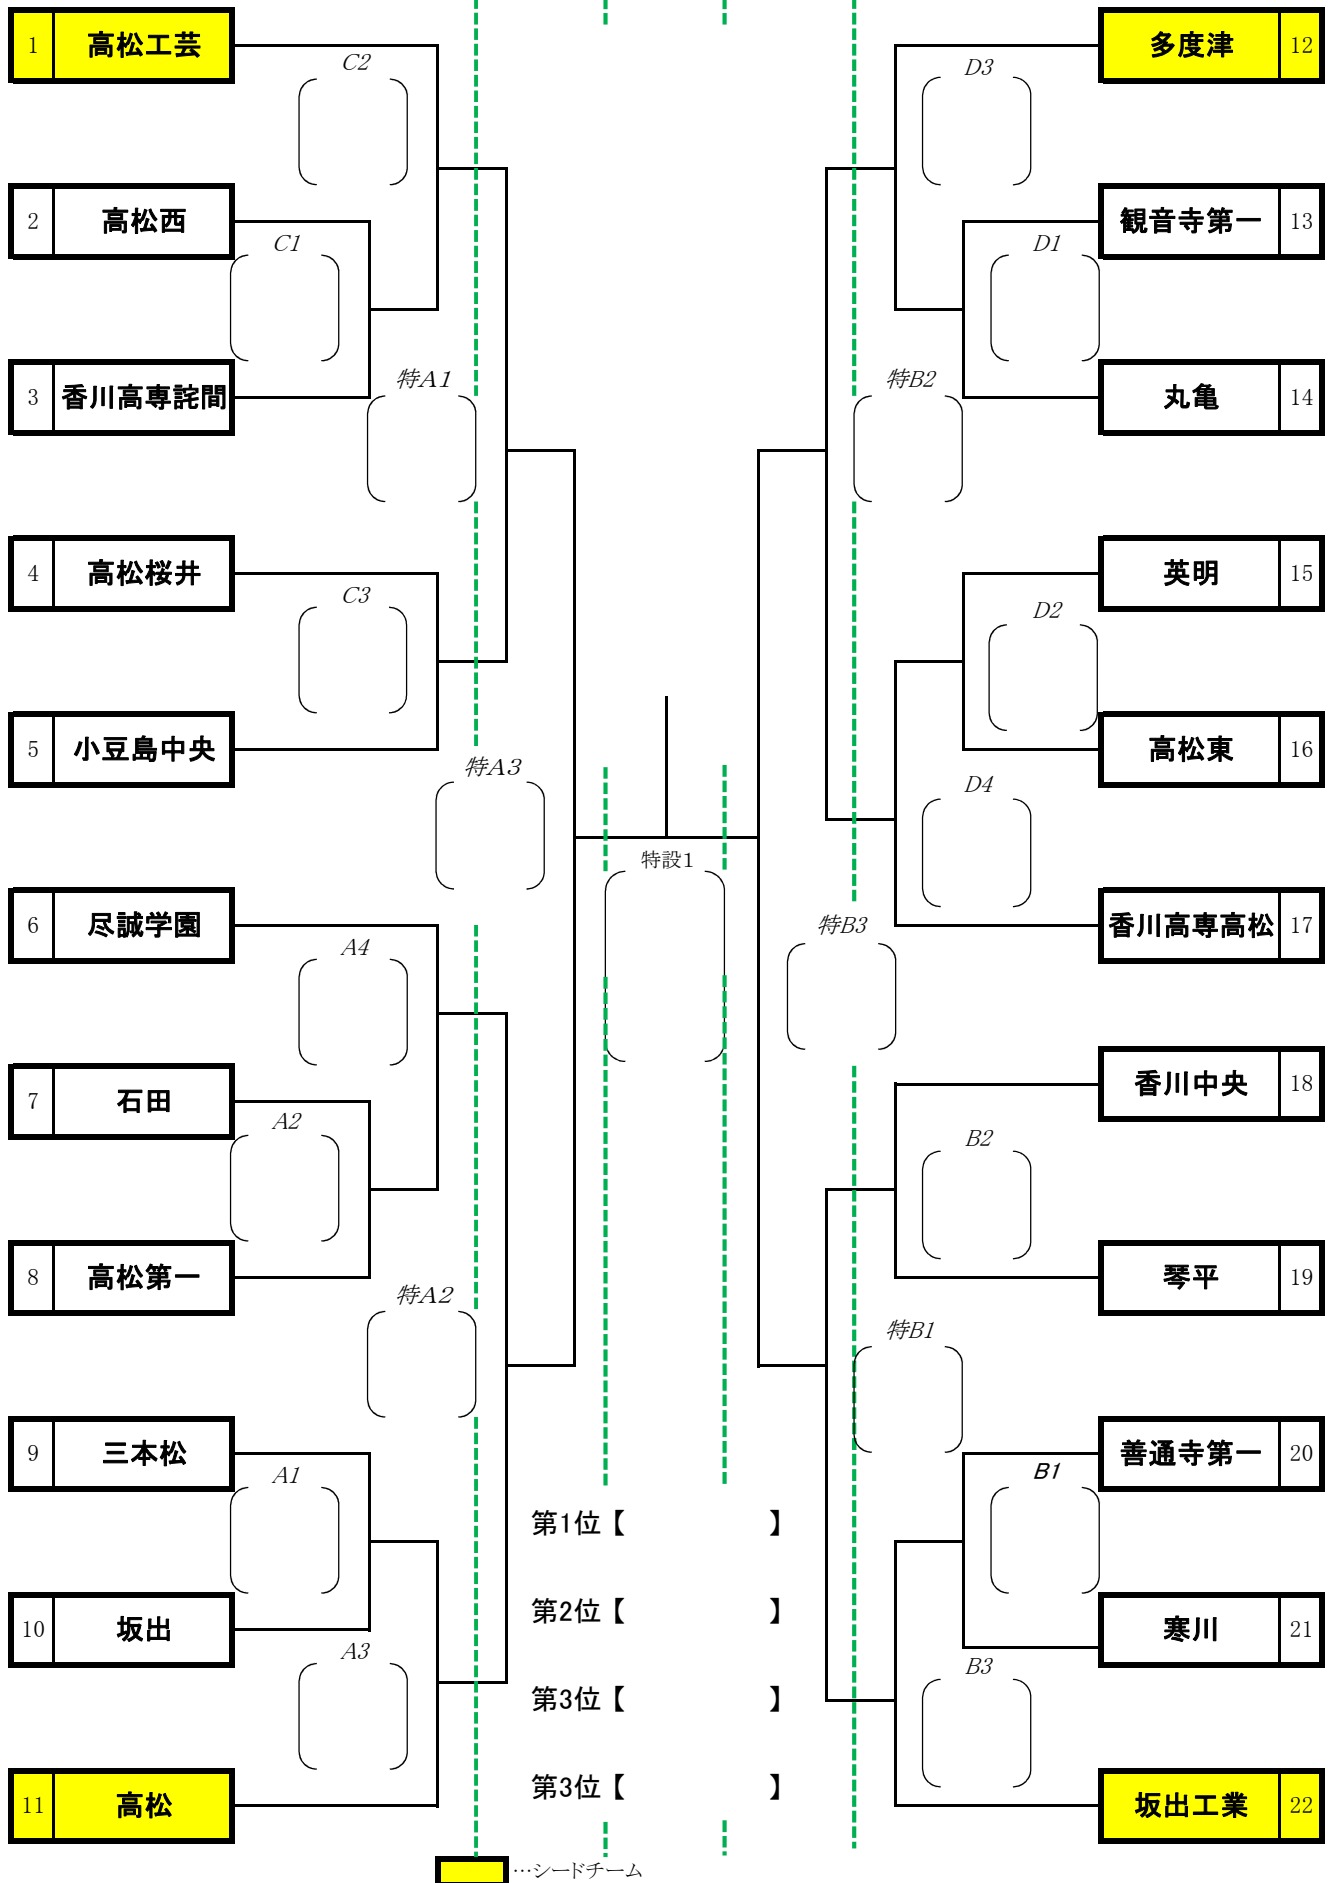 1 高松工芸
C2
2 高松西
C1
3 香川高専詫間
特A1
4 高松桜井
C3
5 小豆島中央
特A3
6 尽誠学園
A4
7 石田
A2
8 高松第一
特A2
9 三本松
A1
10 坂出
A3
11 高松
特設1
第1位【 】
第2位【 】
第3位【 】
第3位【 】
…シードチーム
多度津 12
D3
観音寺第一 13
D1
丸亀 14
特B2
英明 15
D2
高松東 16
D4
香川高専高松 17
特B3
香川中央 18
B2
琴平 19
特B1
善通寺第一 20
B1
寒川 21
B3
坂出工業 22